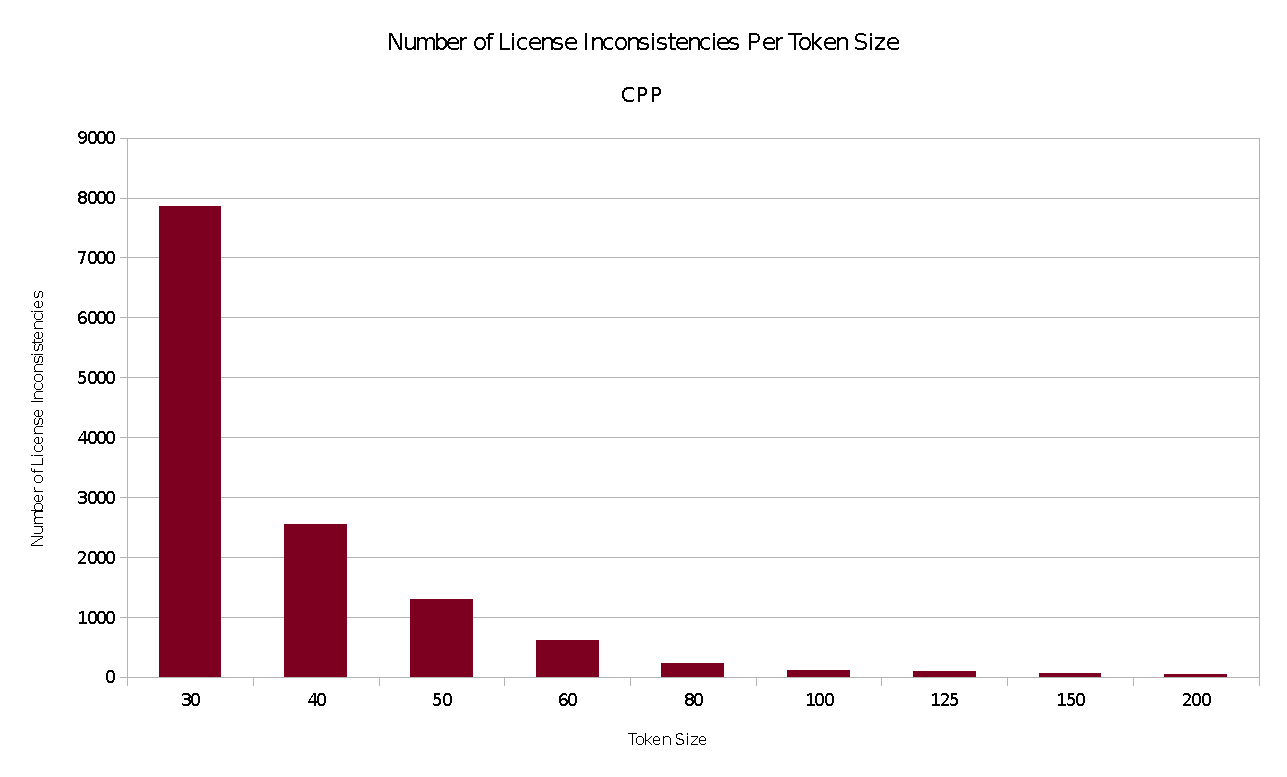 Number of License Inconsistencies Per Token Size
CPP
Number of License Inconsistencies
9000
8000
7000
6000
5000
4000
3000
2000
1000
0
30 40 50 60 80 100 125 150 200
Token Size